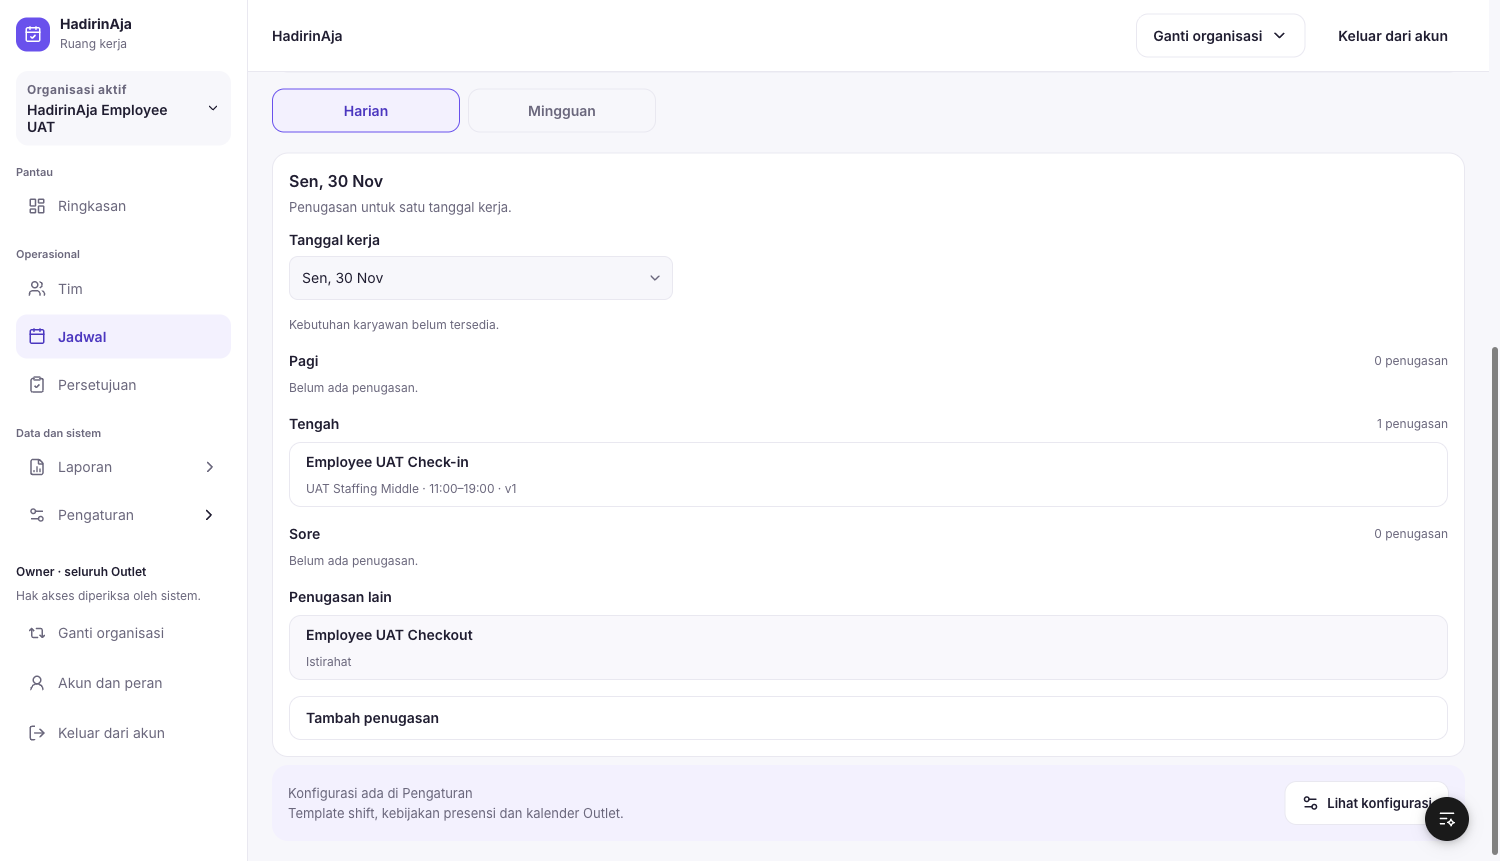 HadirinAja
Ruang kerja
Organisasi aktif
HadirinAja Employee
UAT
Pantau
Ringkasan
Operasional
Tim
Jadwal
Persetujuan
Data dan sistem
Laporan
Pengaturan
Owner · seluruh Outlet
Hak akses diperiksa oleh sistem.
Ganti organisasi
Akun dan peran
Keluar dari akun
HadirinAja
Ganti organisasi
Keluar dari akun
Harian
Mingguan
Sen, 30 Nov
Penugasan untuk satu tanggal kerja.
Tanggal kerja
Sen, 30 Nov
Kebutuhan karyawan belum tersedia.
Pagi
0 penugasan
Belum ada penugasan.
Tengah
1 penugasan
Employee UAT Check-in
UAT Staffing Middle · 11:00–19:00 · v1
Sore
0 penugasan
Belum ada penugasan.
Penugasan lain
Employee UAT Checkout
Istirahat
Tambah penugasan
Konfigurasi ada di Pengaturan
Template shift, kebijakan presensi dan kalender Outlet.
Lihat konfigurasi